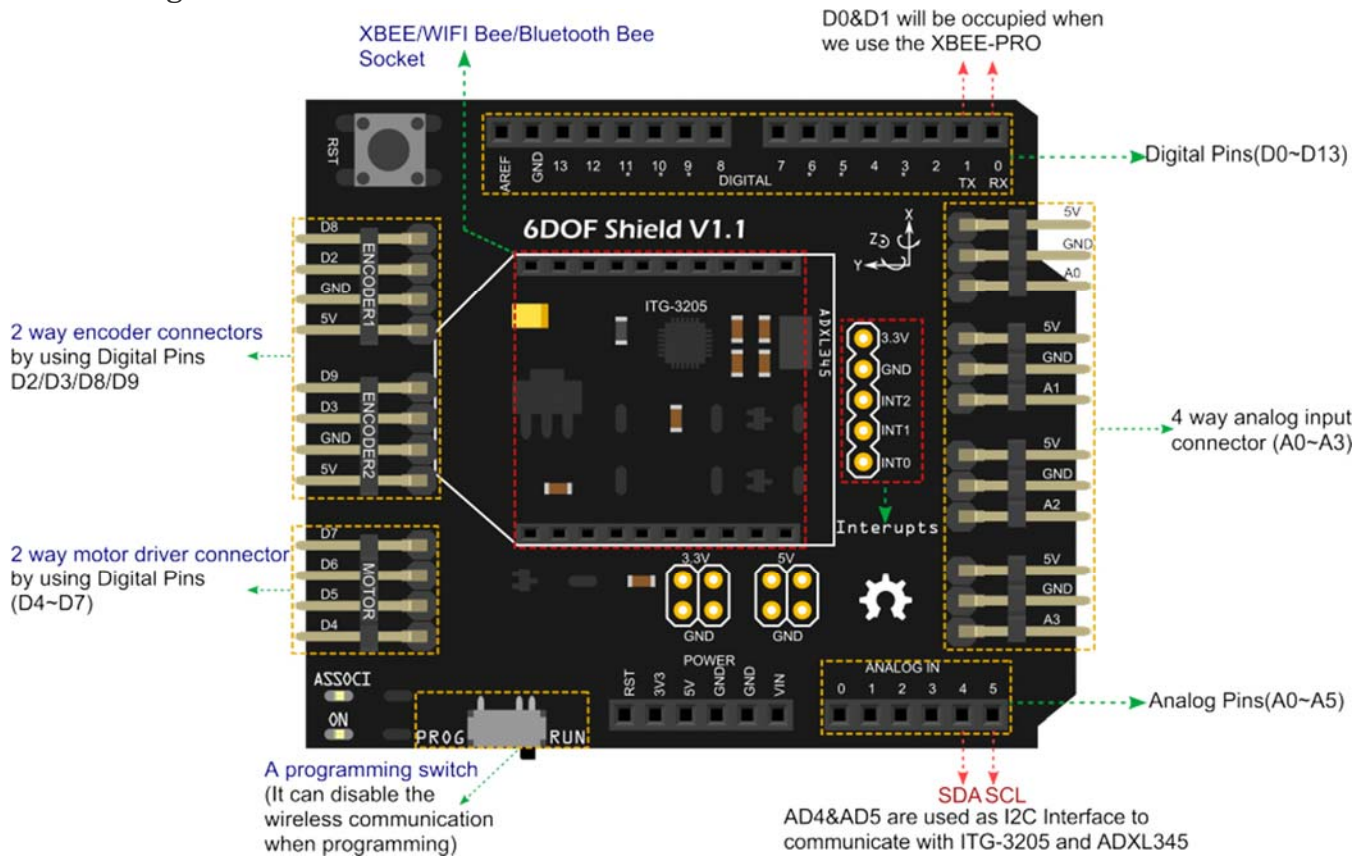 XBEE/WIFI Bee/Bluetooth Bee
Socket
D0&D1 will be occupied when
we use the XBEE-PRO
RST
AREF
GND
13
12
11*
10*
9*
8
7
6*
5*
4
3*
2
1
0
DIGITAL
TX
RX
Digital Pins(D0~D13)
6DOF Shield V1.1
X
Z
Y
D8
D2
GND
5V
ENCODER1
D9
D3
GND
5V
ENCODER2
2 way encoder connectors
by using Digital Pins
D2/D3/D8/D9
ITG-3205
ADXL345
3.3V
GND
INT2
INT1
INT0
Interupts
5V
GND
A0
5V
GND
A1
5V
GND
A2
5V
GND
A3
4 way analog input
connector (A0~A3)
2 way motor driver connector
by using Digital Pins
(D4~D7)
D7
D6
D5
D4
MOTOR
3.3V
5V
GND
GND
POWER
RST
3V3
5V
GND
GND
VIN
ANALOG IN
0
1
2
3
4
5
Analog Pins(A0~A5)
ASSOCI
ON
PROG
RUN
A programming switch
(It can disable the
wireless communication
when programming)
SDA SCL
AD4&AD5 are used as I2C Interface to
communicate with ITG-3205 and ADXL345